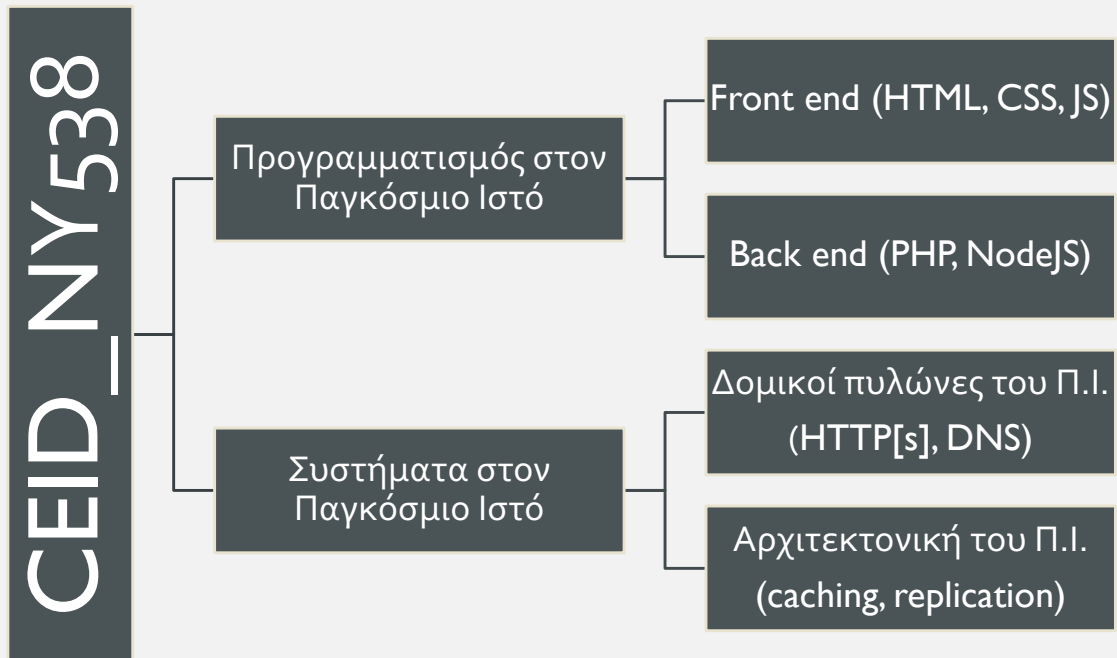 CEID_NY538
Προγραμματισμός στον
Παγκόσμιο Ιστό
Front end (HTML, CSS, JS)
Back end (PHP, NodeJS)
Συστήματα στον
Παγκόσμιο Ιστό
Δομικοί πυλώνες του Π.Ι.
(HTTP[s], DNS)
Αρχιτεκτονική του Π.Ι.
(caching, replication)